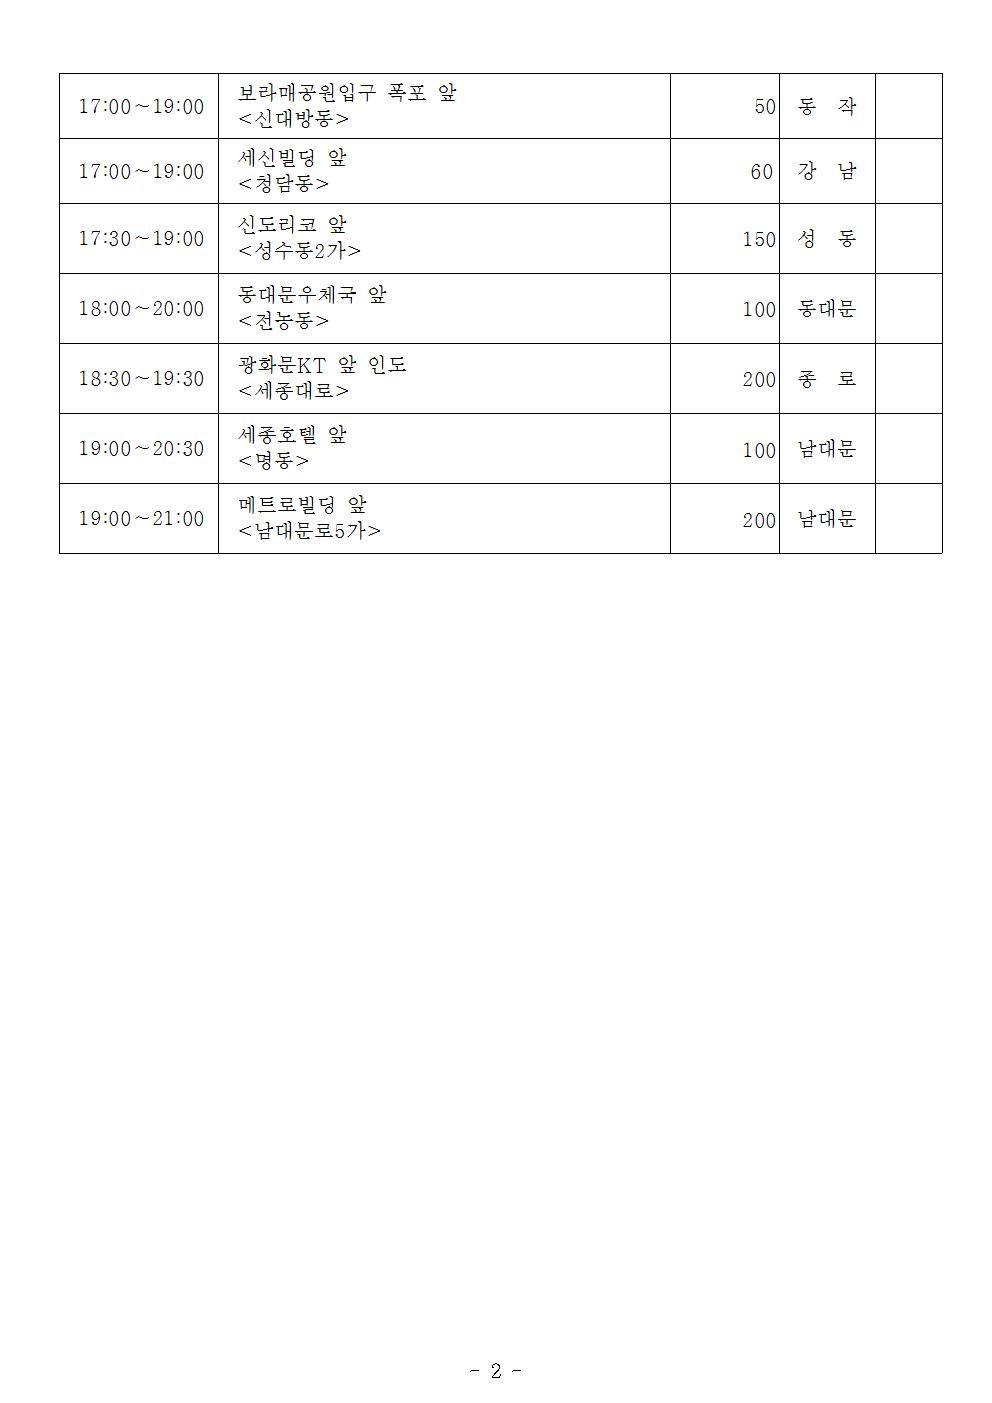 17:00~19:00
보라매공원입구 폭포 앞
<신대방동>
50
동 작
17:00~19:00
세신빌딩 앞
<청담동>
60
강 남
17:30~19:00
신도리코 앞
<성수동2가>
150
성 동
18:00~20:00
동대문우체국 앞
<전농동>
100
동대문
18:30~19:30
광화문KT 앞 인도
<세종대로>
200
종 로
19:00~20:30
세종호텔 앞
<명동>
100
남대문
19:00~21:00
메트로빌딩 앞
<남대문로5가>
200
남대문
- 2 -